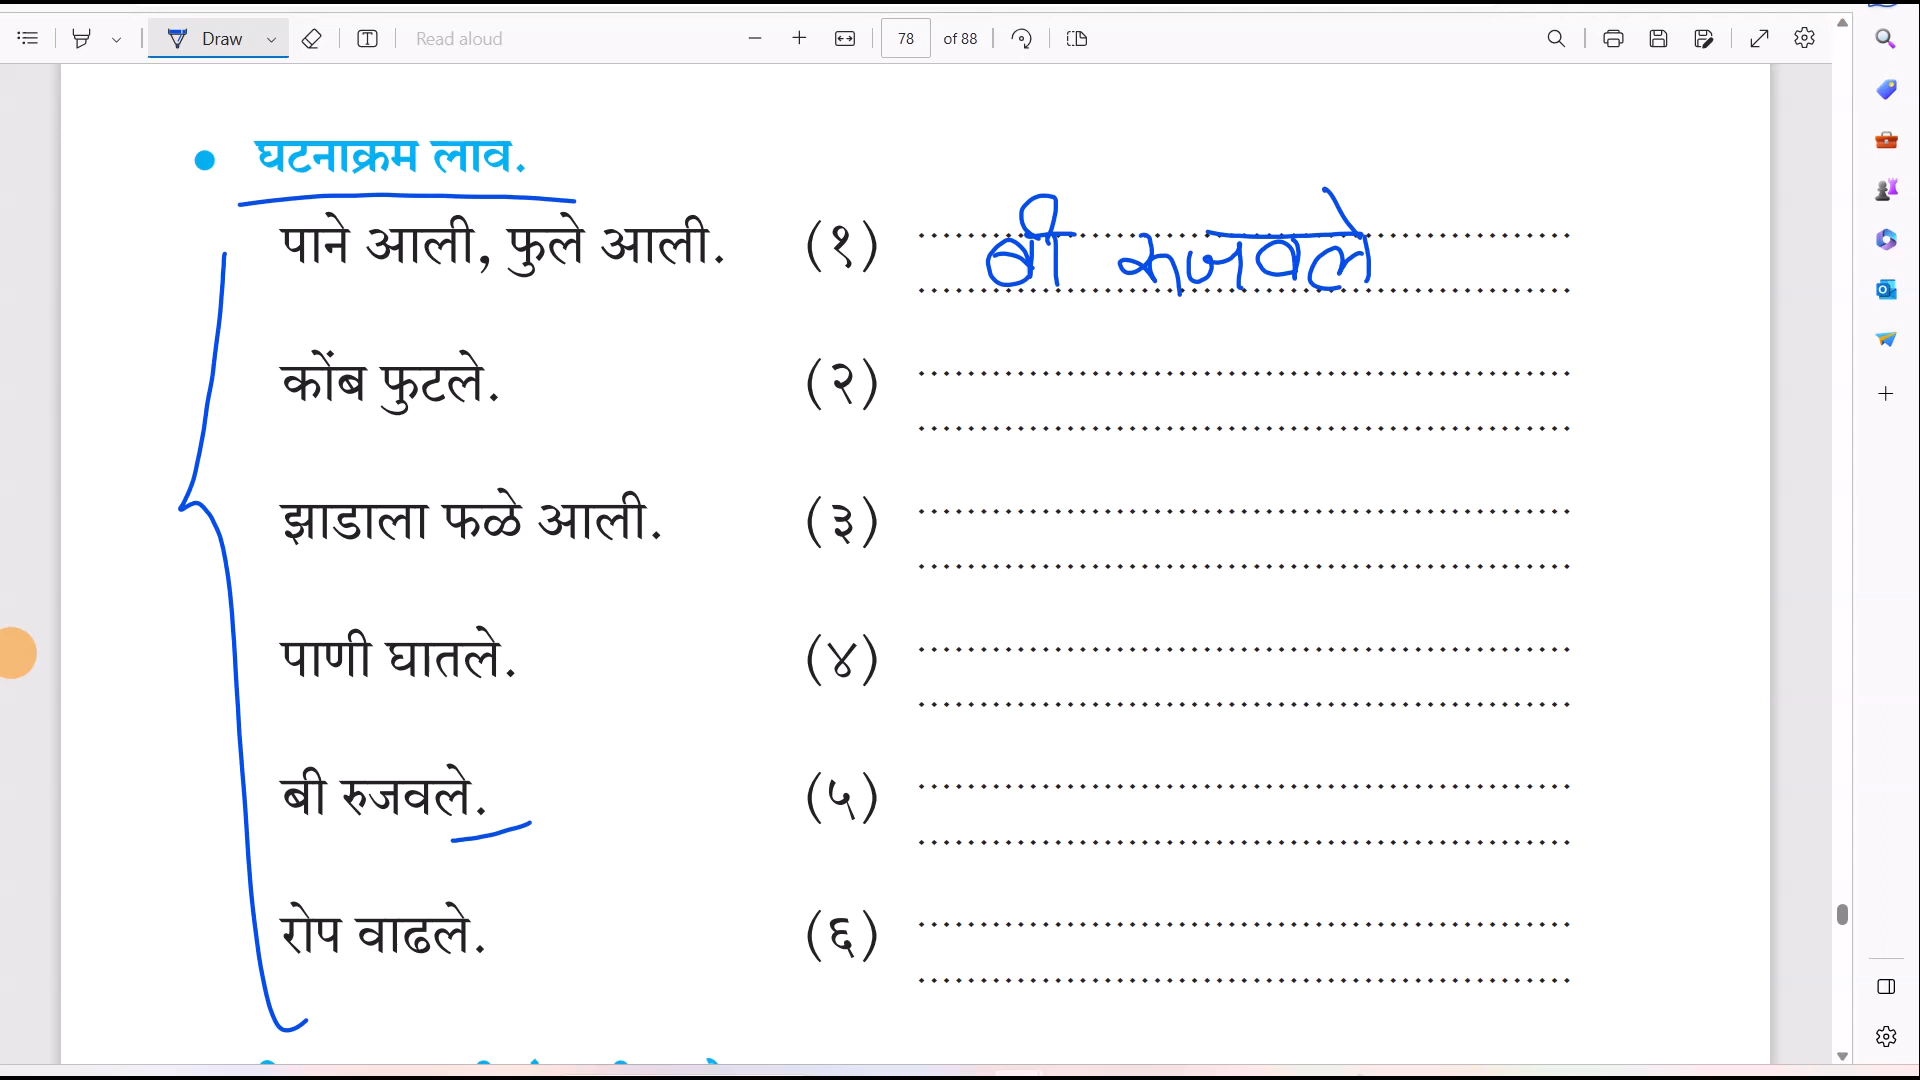 Draw
Read aloud
78 of 88
घटनाक्रम लाव.
पाने आली, फुले आली. (१) बी रुजवले
कोंब फुटले. (२)
झाडाला फळे आली. (३)
पाणी घातले. (४)
बी रुजवले. (५)
रोप वाढले. (६)